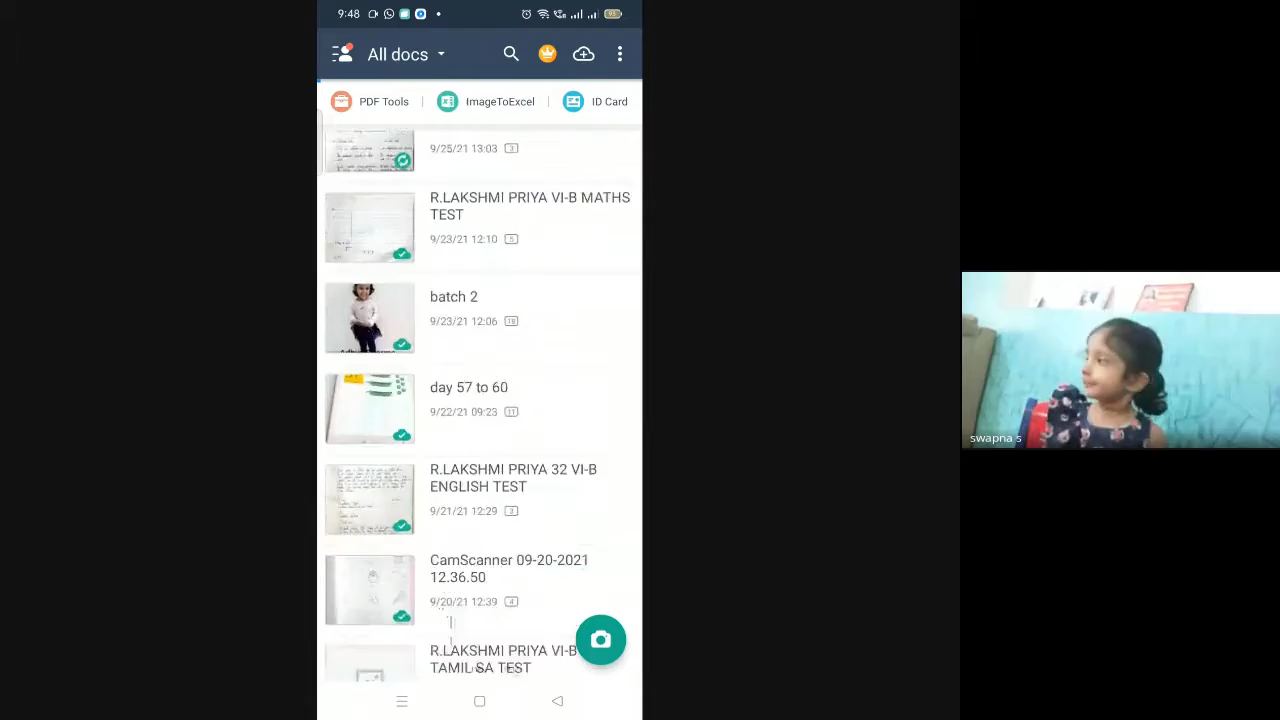 9:48
95
All docs
PDF Tools
ImageToExcel
ID Card
9/25/21 13:03 3
R.LAKSHMI PRIYA VI-B MATHS
TEST
9/23/21 12:10 5
batch 2
9/23/21 12:06 19
day 57 to 60
9/22/21 09:23 11
R.LAKSHMI PRIYA 32 VI-B
ENGLISH TEST
9/21/21 12:29 3
CamScanner 09-20-2021
12.36.50
9/20/21 12:39 4
R.LAKSHMI PRIYA VI-B
TAMIL SA TEST
swapna s